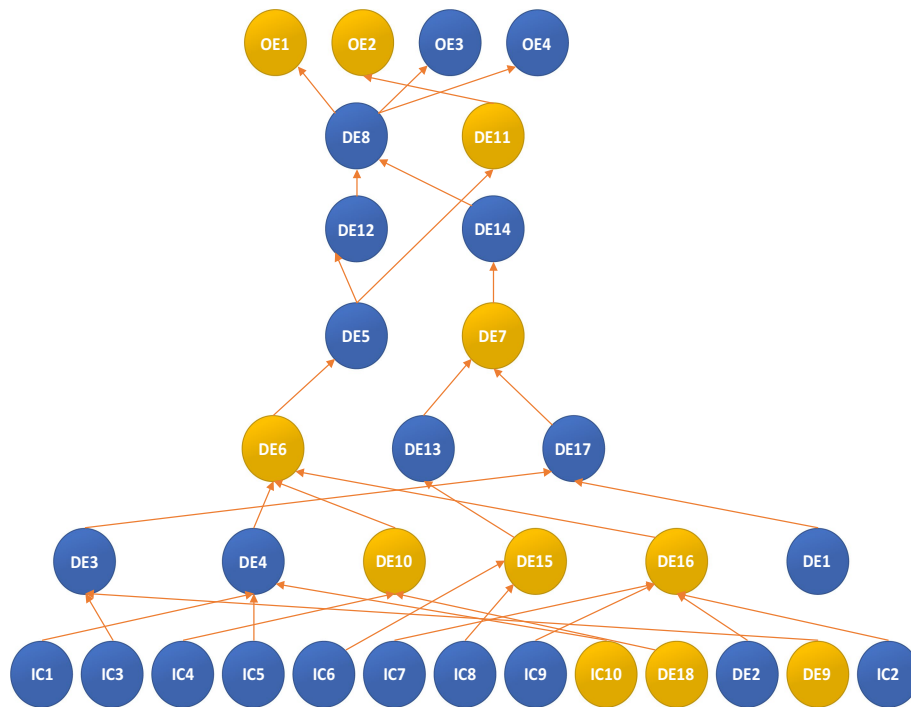 OE1 OE2 OE3 OE4
DE8 DE11
DE12 DE14
DE5 DE7
DE6 DE13 DE17
DE3 DE4 DE10 DE15 DE16 DE1
IC1 IC3 IC4 IC5 IC6 IC7 IC8 IC9 IC10 DE18 DE2 DE9 IC2